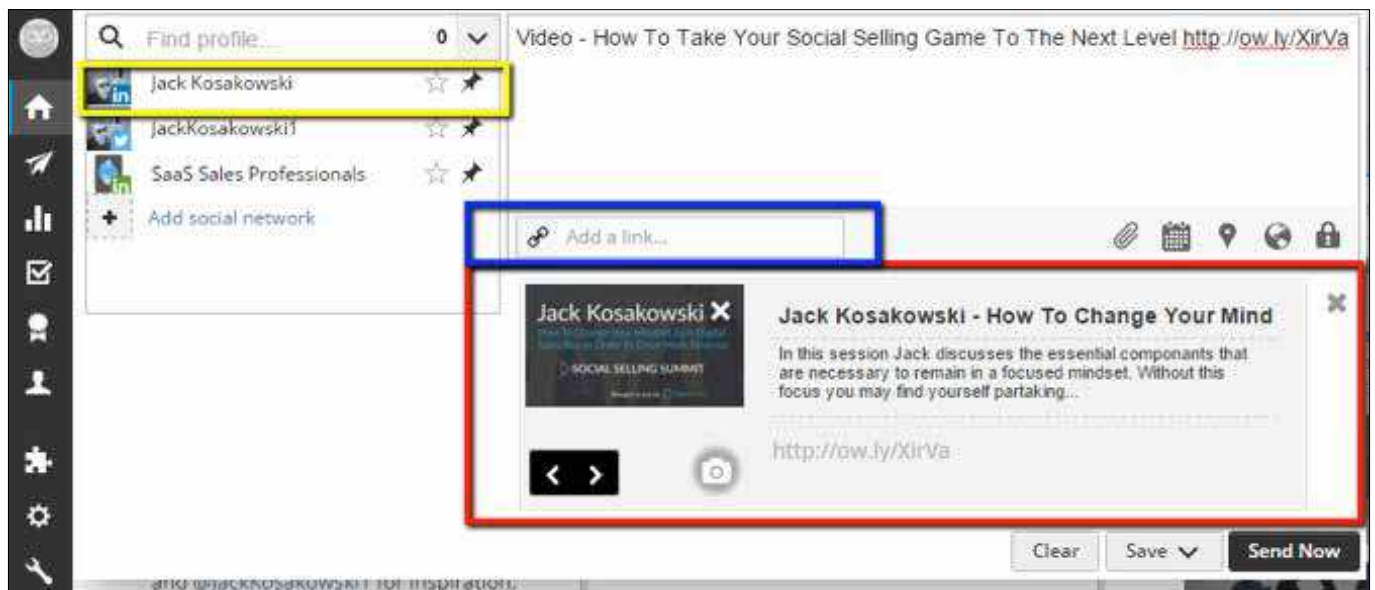 Find profile... 0
Video - How To Take Your Social Selling Game To The Next Level http://ow.ly/XirVa
Jack Kosakowski
JackKosakowski1
SaaS Sales Professionals
Add social network
Add a link...
Jack Kosakowski
SOCIAL SELLING SUMMIT
Jack Kosakowski - How To Change Your Mind
In this session Jack discusses the essential componants that
are necessary to remain in a focused mindset. Without this
focus you may find yourself partaking...
http://ow.ly/XirVa
Clear
Save
Send Now
and @JackKosakowski1 for inspiration.